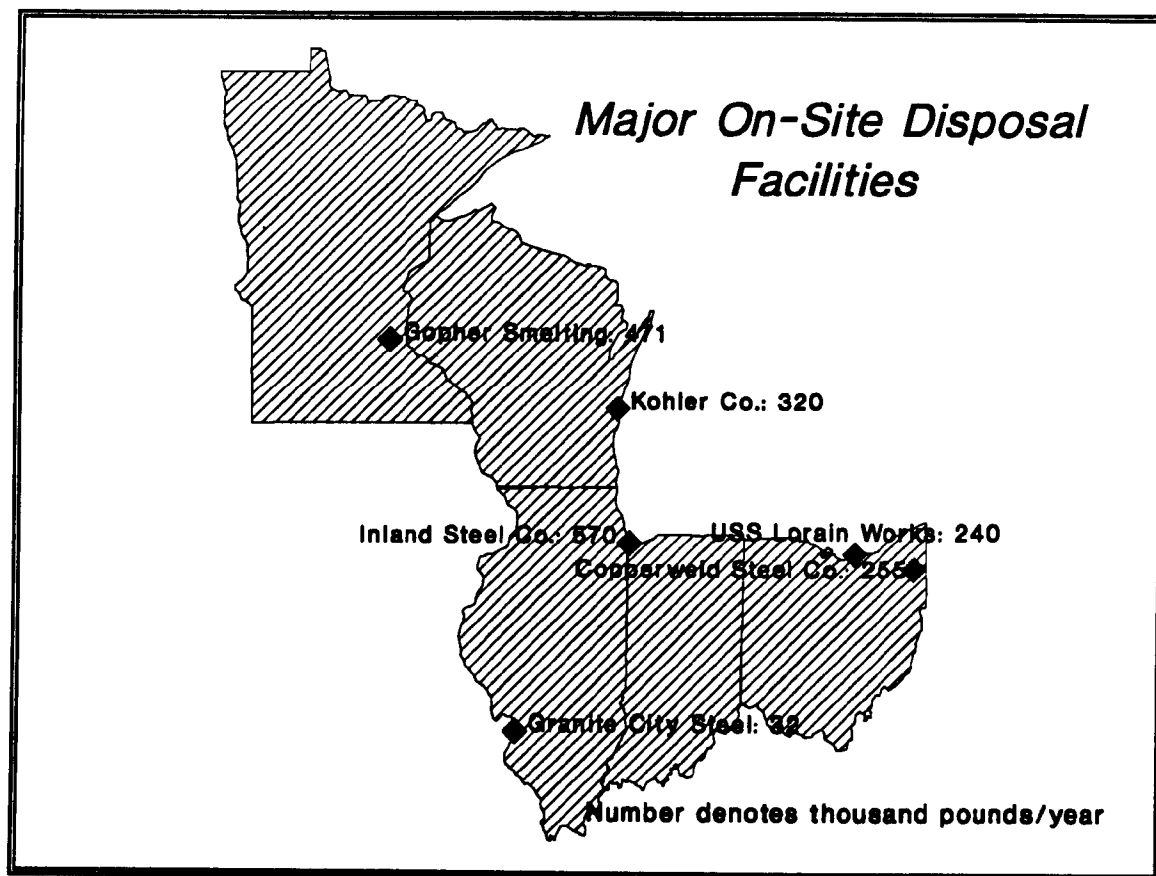 Major On-Site Disposal
Facilities
Gopher Smelting: 471
Kohler Co.: 320
Inland Steel Co.: 570
USS Lorain Works: 240
Copperweld Steel Co.: 255
Granite City Steel: 32
Number denotes thousand pounds/year